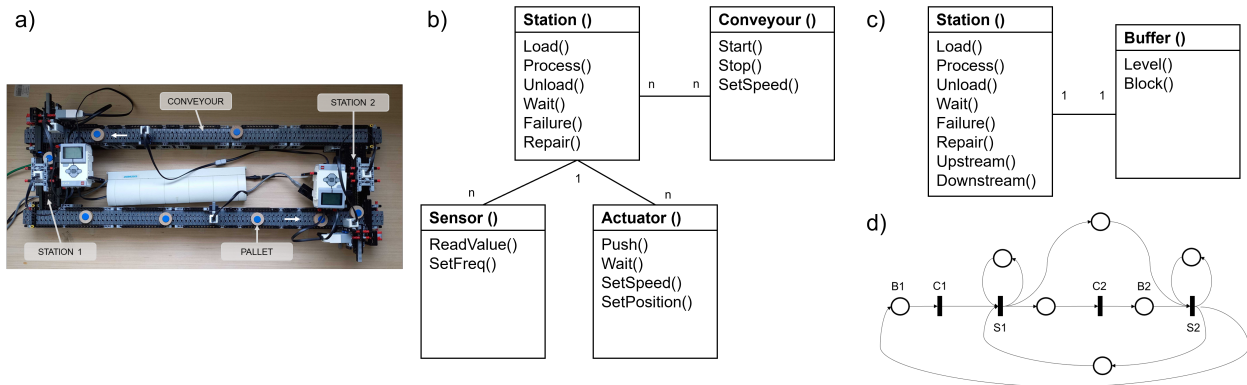 a)
CONVEYOUR
STATION 2
STATION 1
PALLET
b)
Station ()
Load()
Process()
Unload()
Wait()
Failure()
Repair()
n
n
Conveyour ()
Start()
Stop()
SetSpeed()
n
1
n
Sensor ()
ReadValue()
SetFreq()
Actuator ()
Push()
Wait()
SetSpeed()
SetPosition()
c)
Station ()
Load()
Process()
Unload()
Wait()
Failure()
Repair()
Upstream()
Downstream()
1
1
Buffer ()
Level()
Block()
d)
B1
C1
S1
C2
B2
S2